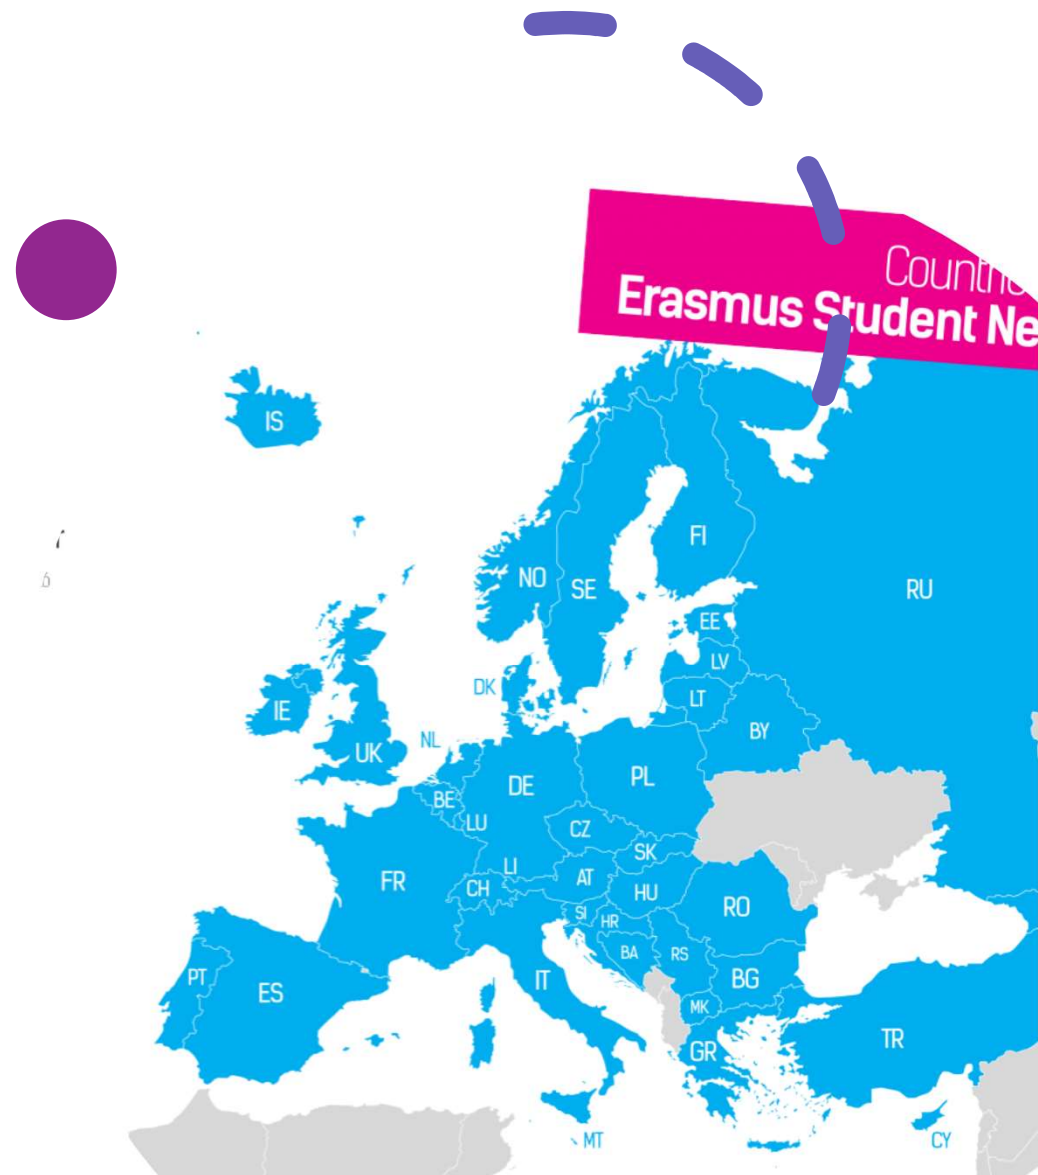 Countrie
Erasmus Student Ne
IS
FI
NO
SE
RU
EE
LV
DK
LT
IE
BY
NL
UK
DE
PL
BE
LU
CZ
SK
LI
FR
CH
AT
HU
SI
HR
RO
BA
RS
PT
ES
IT
BG
MK
TR
GR
MT
CY